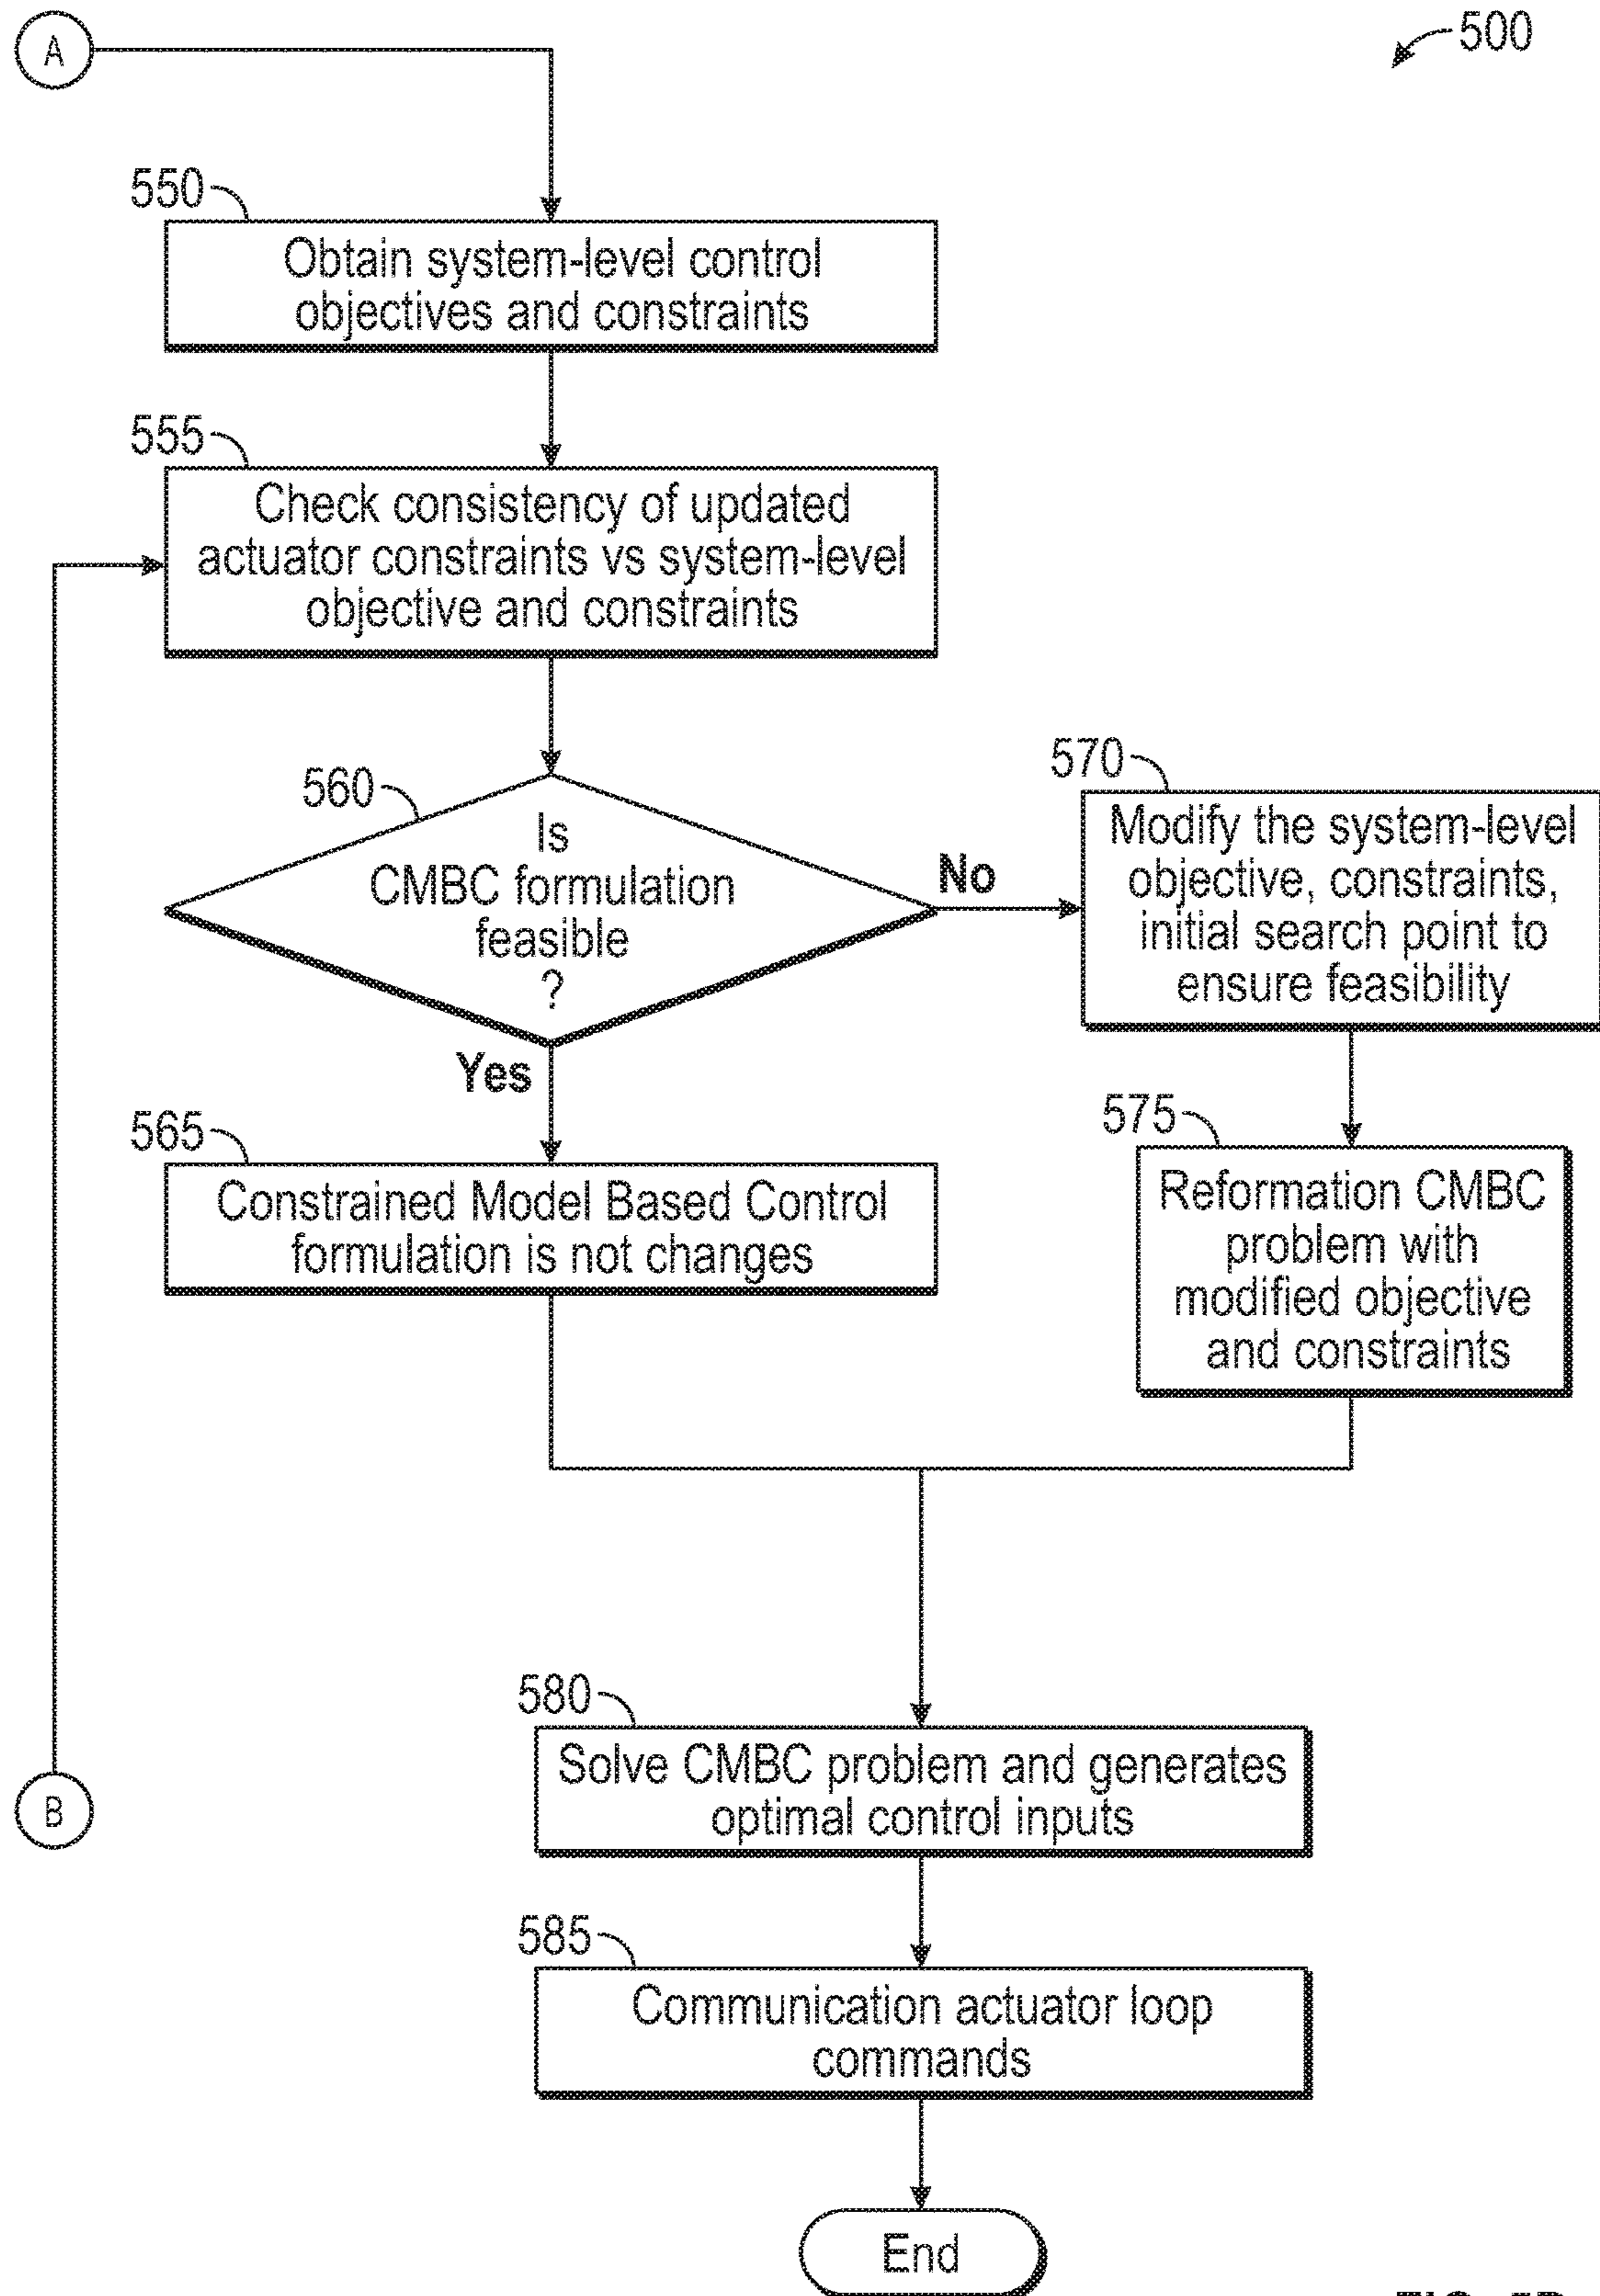 A
500
550
Obtain system-level control
objectives and constraints
555
Check consistency of updated
actuator constraints vs system-level
objective and constraints
560
Is
CMBC formulation
feasible
?
No
Yes
570
Modify the system-level
objective, constraints,
initial search point to
ensure feasibility
565
Constrained Model Based Control
formulation is not changes
575
Reformation CMBC
problem with
modified objective
and constraints
B
580
Solve CMBC problem and generates
optimal control inputs
585
Communication actuator loop
commands
End